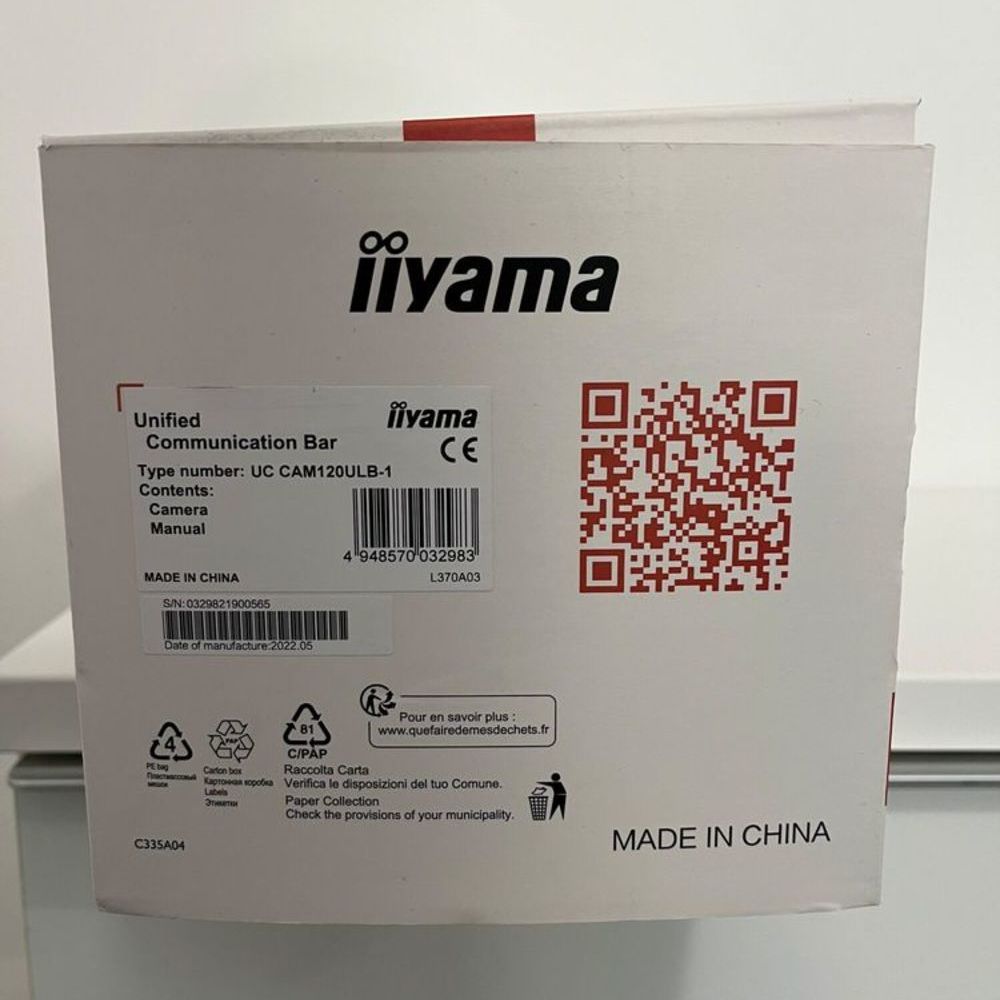 iiyama
Unified
Communication Bar
iiyama
CE
Type number: UC CAM120ULB-1
Contents:
Camera
Manual
4 948570 032983
MADE IN CHINA
L370A03
S/N: 0329821900565
Date of manufacture:2022.05
Pour en savoir plus :
www.quefairedemesdechets.fr
4
PE bag
Пластмассовый
мешок
PAP
Carton box
Картонная коробка
Labels
Этикетки
81
C/PAP
Raccolta Carta
Verifica le disposizioni del tuo Comune.
Paper Collection
Check the provisions of your municipality.
C335A04
MADE IN CHINA